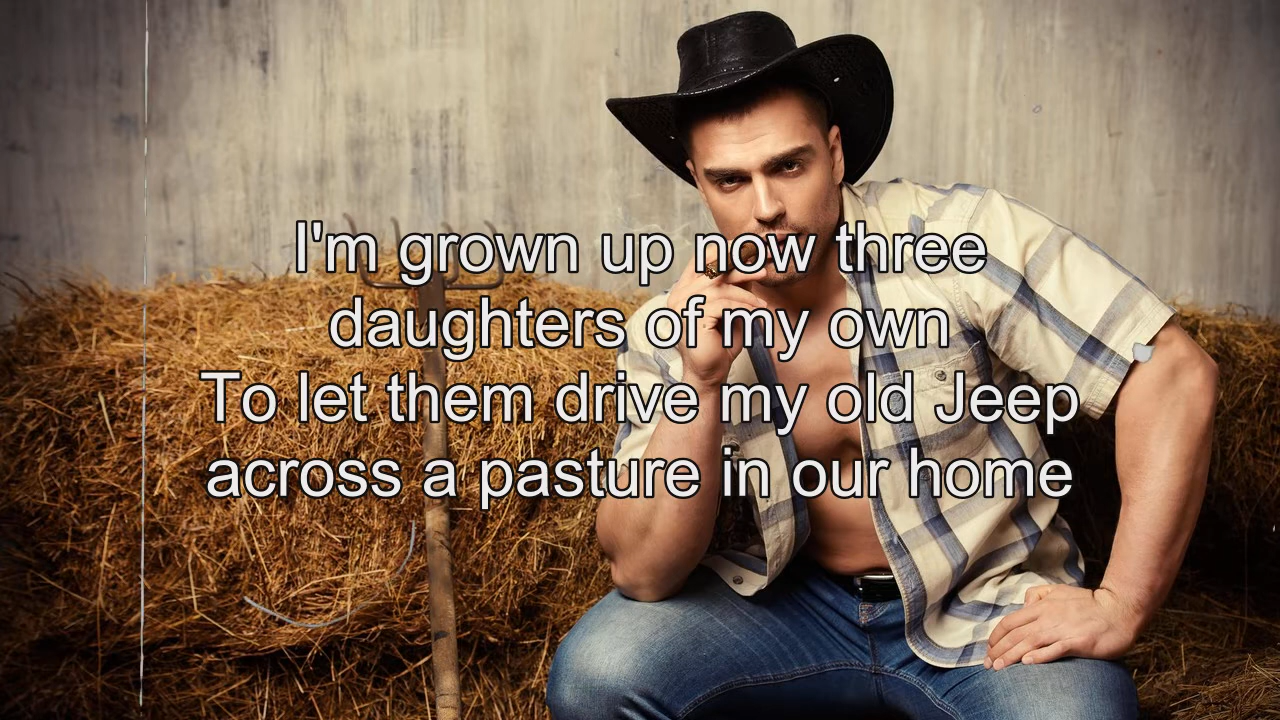 I'm grown up now three
daughters of my own
To let them drive my old Jeep
across a pasture in our home